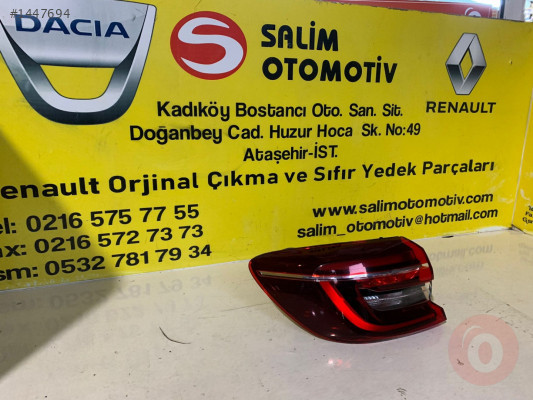 #1447694
DACIA
S
SALİM
OTOMOTİV
RENAULT
Kadıköy Bostancı Oto. San. Sit.
Doğanbey Cad. Huzur Hoca Sk. No:49
Ataşehir-İST.
enault Orjinal Çıkma ve Sıfır Yedek Parçaları
el: 0216 575 77 55
ax: 0216 572 73 73
sm: 0532 781 79 34
www.salimotomotiv.com
salim_otomotiv@hotmail.com